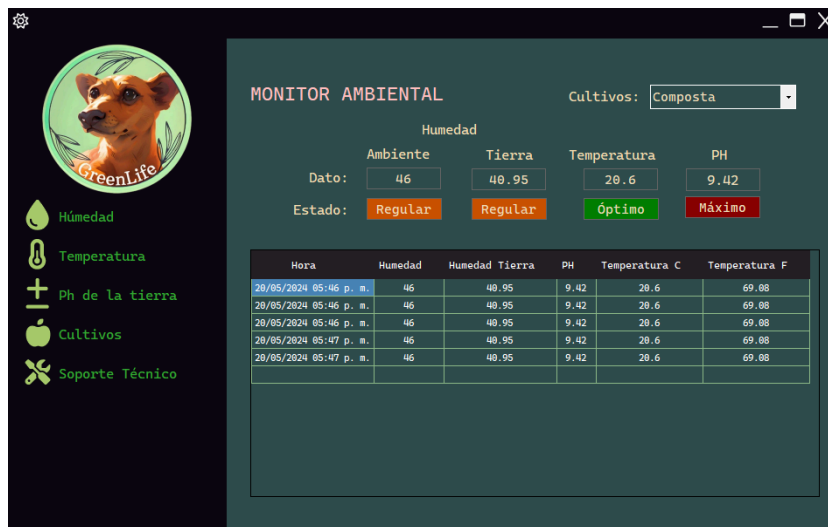 MONITOR AMBIENTAL
Cultivos: Composta
Humedad
Ambiente Tierra Temperatura PH
Dato: 46 40.95 20.6 9.42
Estado: Regular Regular Óptimo Máximo
GreenLife
Húmedad
Temperatura
Ph de la tierra
Cultivos
Soporte Técnico
Hora Humedad Humedad Tierra PH Temperatura C Temperatura F
20/05/2024 05:46 p. m. 46 40.95 9.42 20.6 69.08
20/05/2024 05:46 p. m. 46 40.95 9.42 20.6 69.08
20/05/2024 05:46 p. m. 46 40.95 9.42 20.6 69.08
20/05/2024 05:47 p. m. 46 40.95 9.42 20.6 69.08
20/05/2024 05:47 p. m. 46 40.95 9.42 20.6 69.08